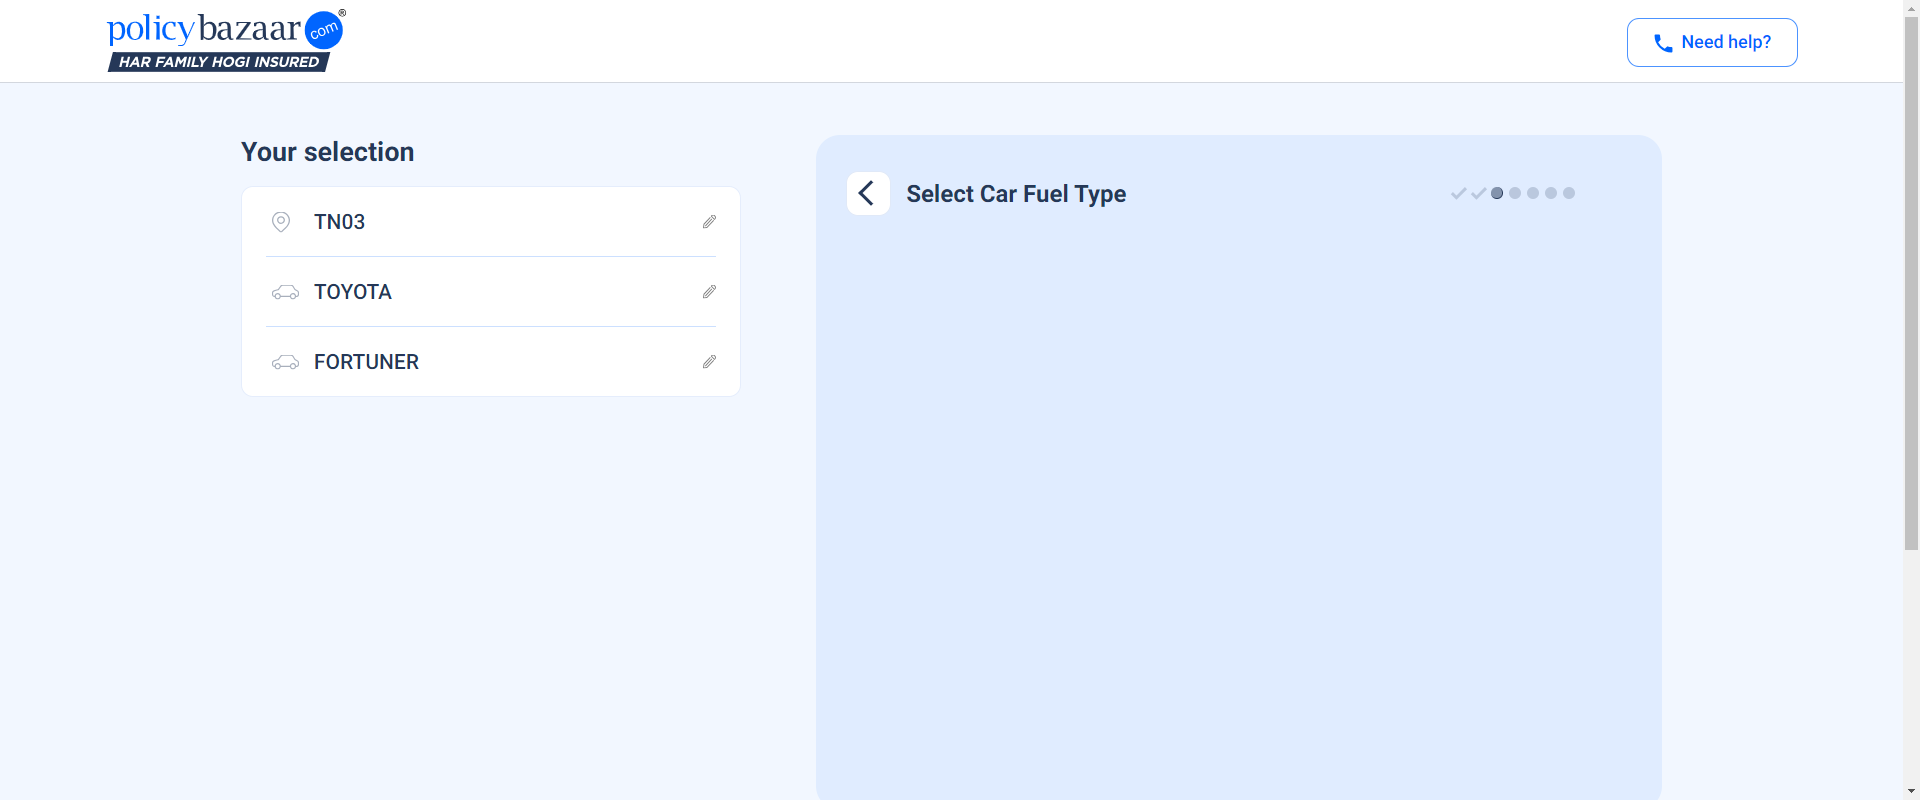 policybazaar com®
HAR FAMILY HOGI INSURED
Need help?
Your selection
TN03
TOYOTA
FORTUNER
Select Car Fuel Type